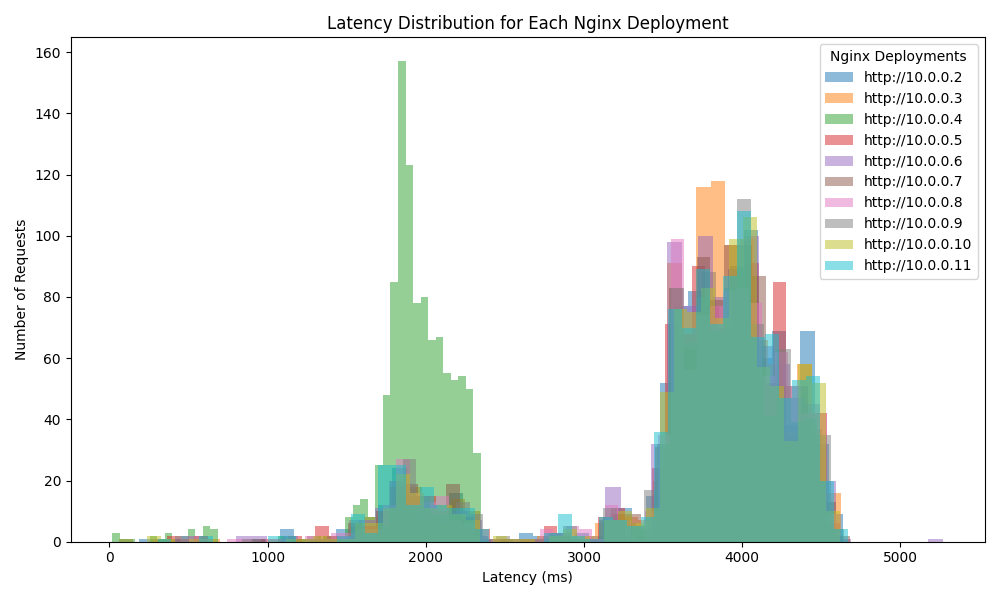 Latency Distribution for Each Nginx Deployment
Number of Requests
160
140
120
100
80
60
40
20
0
0 1000 2000 3000 4000 5000
Latency (ms)
Nginx Deployments
http://10.0.0.2
http://10.0.0.3
http://10.0.0.4
http://10.0.0.5
http://10.0.0.6
http://10.0.0.7
http://10.0.0.8
http://10.0.0.9
http://10.0.0.10
http://10.0.0.11